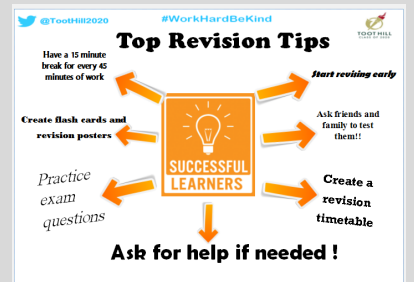 @TootHill2020
#WorkHardBeKind
TOOT HILL
CLASS OF 2020
Top Revision Tips
Have a 15 minute
break for every 45
minutes of work
Start revising early
Create flash cards and
revision posters
Ask friends and
family to test
them!!
SUCCESSFUL
LEARNERS
Practice
exam
questions
Create a
revision
timetable
Ask for help if needed !